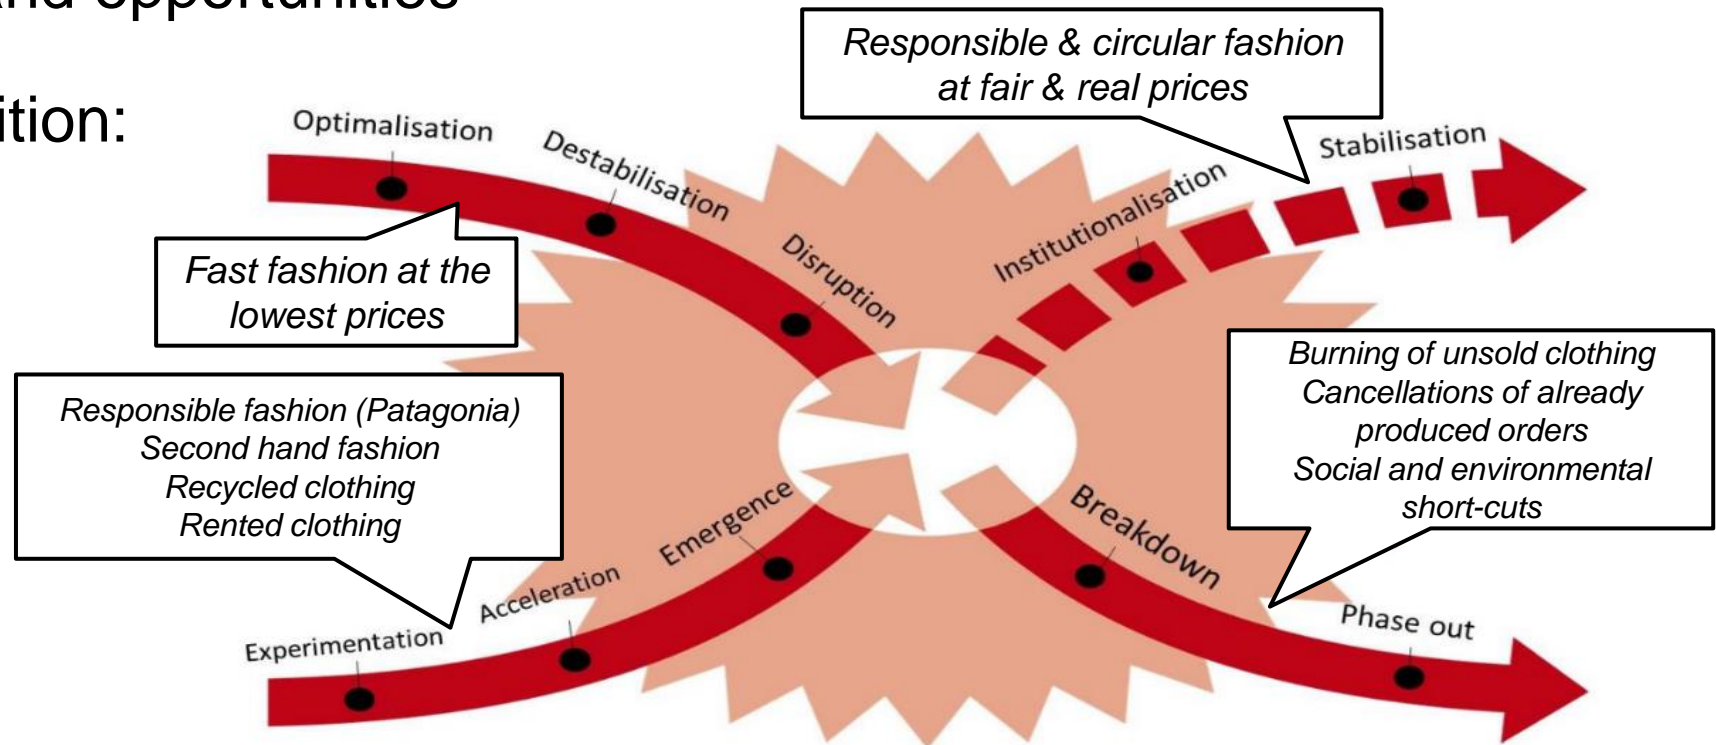 and opportunities
ition:
Optimalisation
Destabilisation
Disruption
Fast fashion at the
lowest prices
Responsible & circular fashion
at fair & real prices
Institutionalisation
Stabilisation
Responsible fashion (Patagonia)
Second hand fashion
Recycled clothing
Rented clothing
Experimentation
Acceleration
Emergence
Burning of unsold clothing
Cancellations of already
produced orders
Social and environmental
short-cuts
Breakdown
Phase out